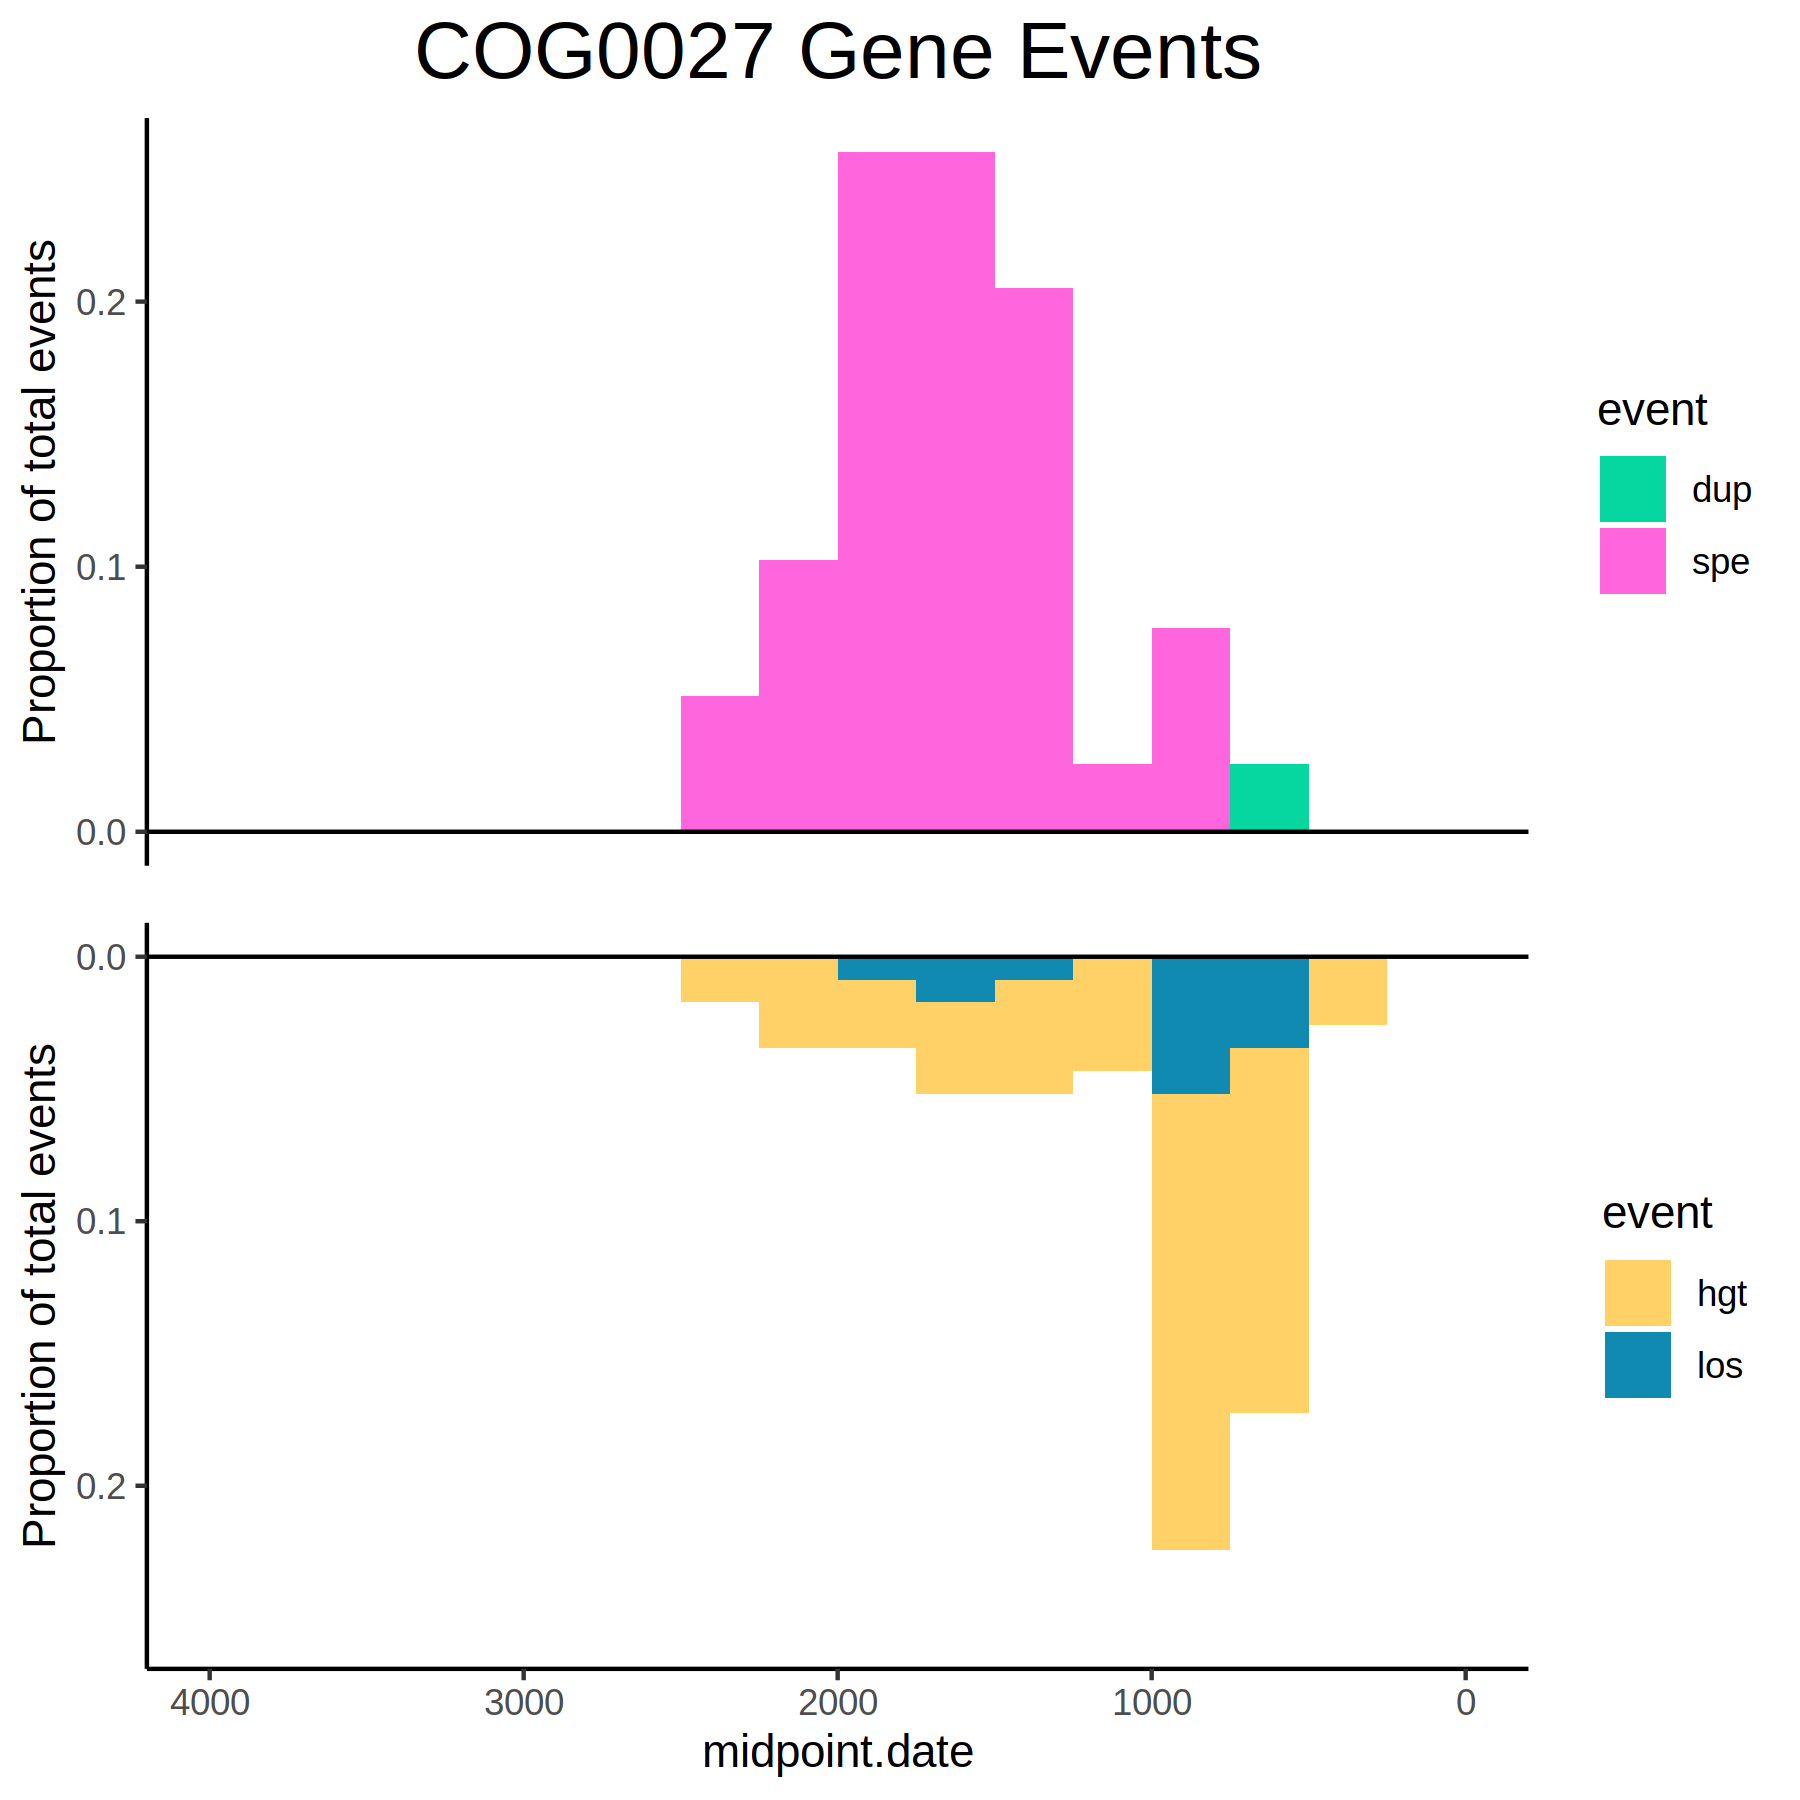 COG0027 Gene Events
Proportion of total events
0.2
0.1
0.0
event
dup
spe
Proportion of total events
0.0
0.1
0.2
event
hgt
los
4000 3000 2000 1000 0
midpoint.date